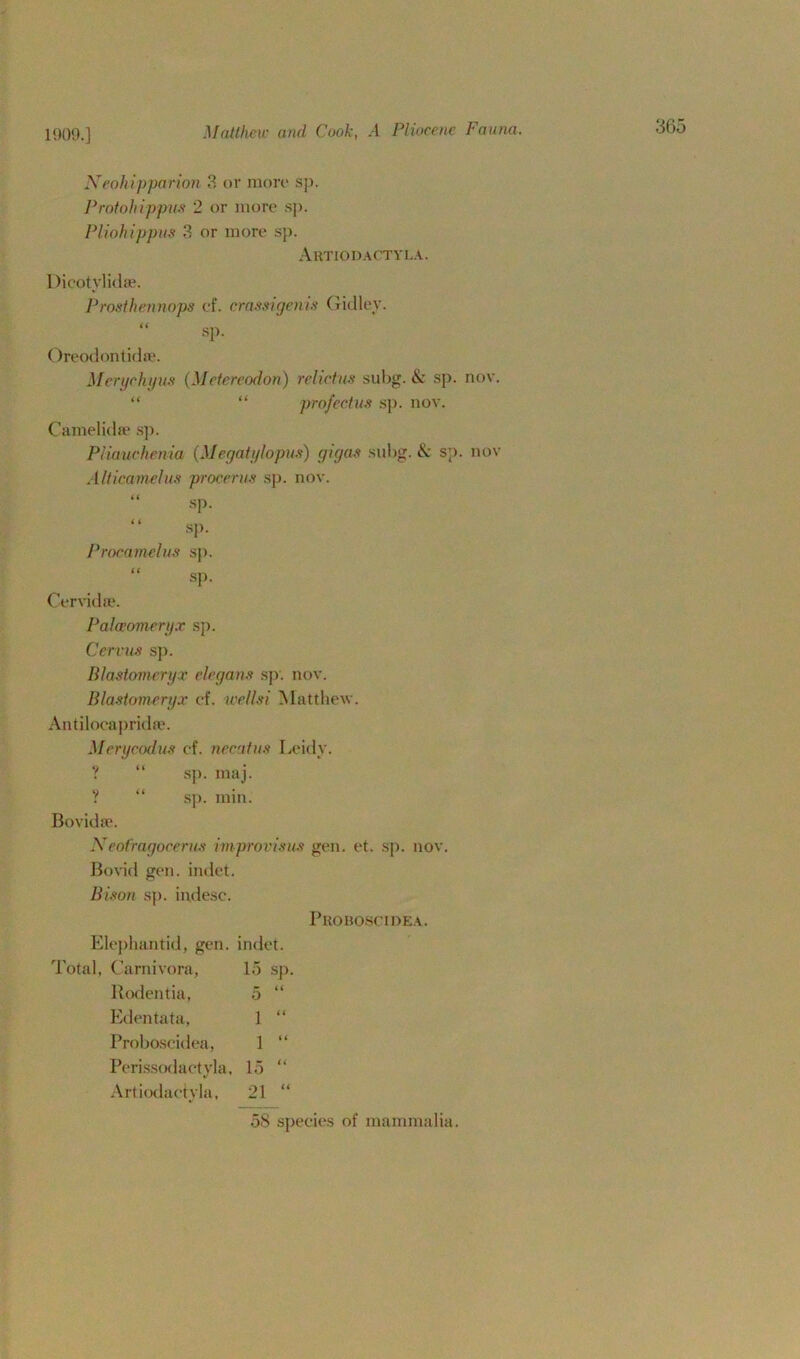 1909.] Matthew and Cook, A Pliocene Fauna. 365
Neohipparion 3 or more sp.
Protohippus 2 or more sp.
Pliohippus 3 or more sp.
ARTIODACTYLA.
Dicotylidæ.
Prosthennops cf. crassigenis Gidley.
“ sp.
Oreodontidæ.
Merychyus (Metereodon) relictus subg. & sp. nov.
“ “ profectus sp. nov.
Camelidæ sp.
Pliauchenia (Megatylopus) gigas subg. & sp. nov
Alticamelus procerus sp. nov.
“ sp.
“ sp.
Procamelus sp.
“ sp.
Cervidæ.
Palæomeryx sp.
Cervus sp.
Blastomeryx elegans sp. nov.
Blastomeryx cf. wellsi Matthew.
Antilocapridæ.
Merycodus cf. necatus Leidy.
? “ sp. maj.
? “ sp. min.
Bovidæ.
Neofragocerus improvisus gen. et. sp. nov.
Bovid gen. indet.
Bison sp. indesc.
PROBOSCIDEA.
Elephantid, gen. indet.
Total, Carnivora, 15 sp.
Rodentia, 5 “
Edentata, 1 “
Proboscidea, 1 “
Perissodactyla, 15 “
Artiodactyla, 21 “
58 species of mammalia.